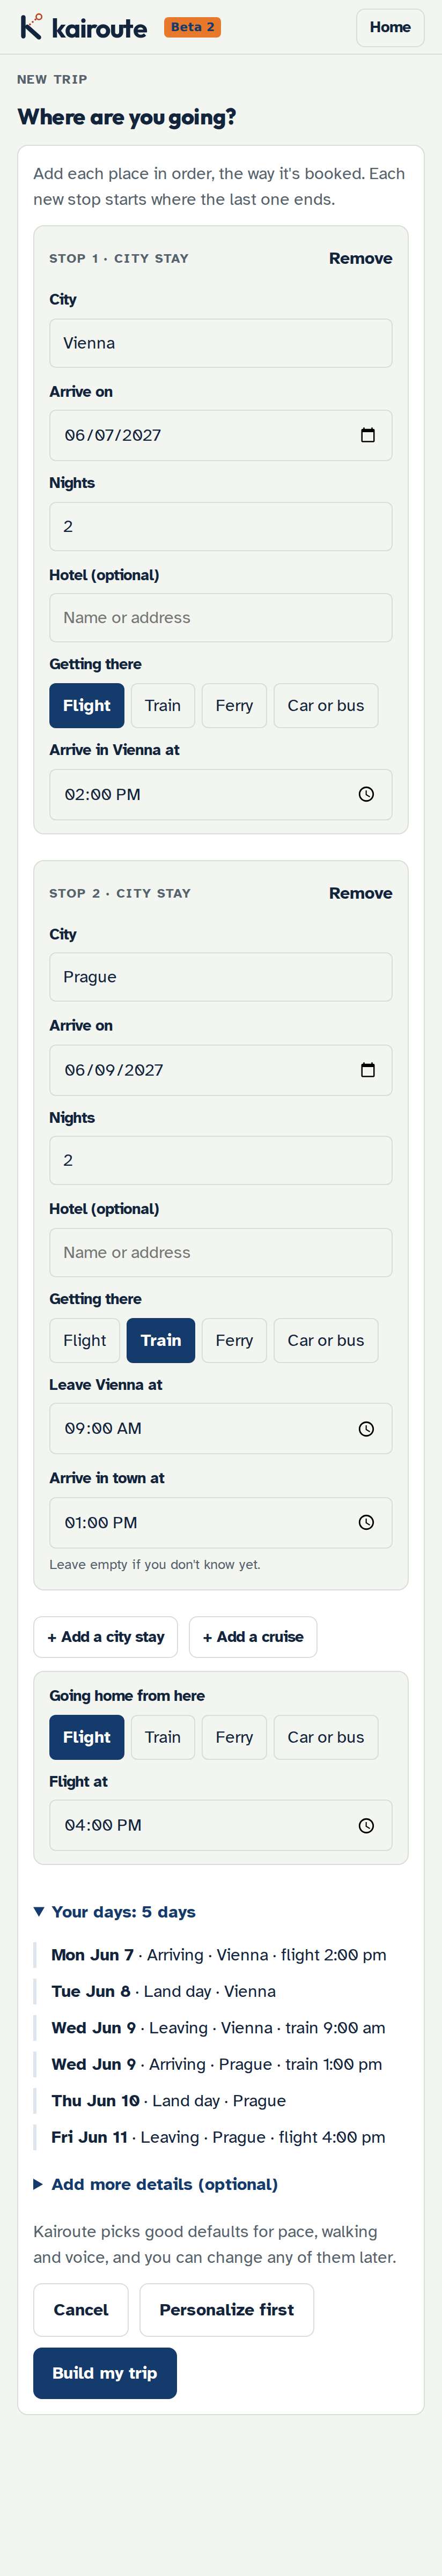 kairoute Beta 2 Home
NEW TRIP
Where are you going?
Add each place in order, the way it's booked. Each
new stop starts where the last one ends.
STOP 1 · CITY STAY Remove
City
Vienna
Arrive on
06/07/2027
Nights
2
Hotel (optional)
Name or address
Getting there
Flight Train Ferry Car or bus
Arrive in Vienna at
02:00 PM
STOP 2 · CITY STAY Remove
City
Prague
Arrive on
06/09/2027
Nights
2
Hotel (optional)
Name or address
Getting there
Flight Train Ferry Car or bus
Leave Vienna at
09:00 AM
Arrive in town at
01:00 PM
Leave empty if you don't know yet.
+ Add a city stay + Add a cruise
Going home from here
Flight Train Ferry Car or bus
Flight at
04:00 PM
Your days: 5 days
Mon Jun 7 · Arriving · Vienna · flight 2:00 pm
Tue Jun 8 · Land day · Vienna
Wed Jun 9 · Leaving · Vienna · train 9:00 am
Wed Jun 9 · Arriving · Prague · train 1:00 pm
Thu Jun 10 · Land day · Prague
Fri Jun 11 · Leaving · Prague · flight 4:00 pm
Add more details (optional)
Kairoute picks good defaults for pace, walking
and voice, and you can change any of them later.
Cancel Personalize first
Build my trip